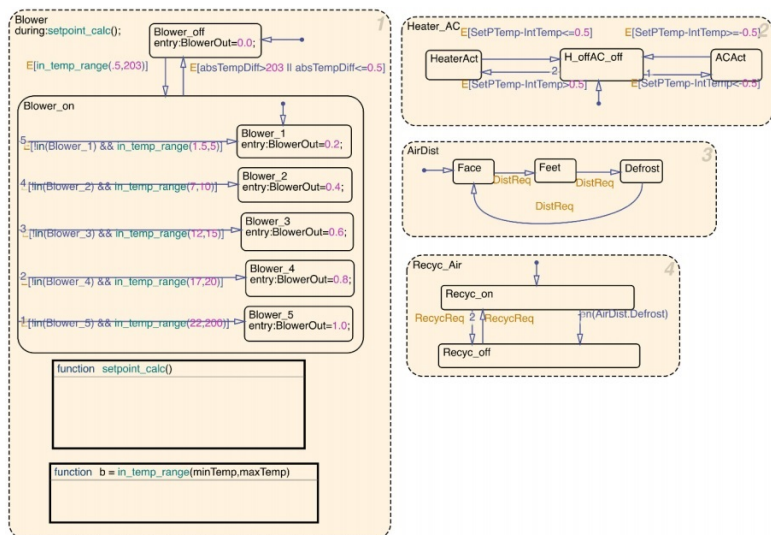 Blower
1
during:setpoint_calc();
Blower_off
entry:BlowerOut=0.0;
E[in_temp_range(.5,203)]
E[absTempDiff>203 || absTempDiff<=0.5]
Blower_on
Blower_1
entry:BlowerOut=0.2;
5
E[!in(Blower_1) && in_temp_range(1.5,5)]
Blower_2
entry:BlowerOut=0.4;
4
E[!in(Blower_2) && in_temp_range(7,10)]
Blower_3
entry:BlowerOut=0.6;
3
E[!in(Blower_3) && in_temp_range(12,15)]
Blower_4
entry:BlowerOut=0.8;
2
E[!in(Blower_4) && in_temp_range(17,20)]
Blower_5
entry:BlowerOut=1.0;
1
E[!in(Blower_5) && in_temp_range(22,200)]
function setpoint_calc()
function b = in_temp_range(minTemp,maxTemp)
Heater_AC
2
E[SetPTemp-IntTemp<=0.5]
E[SetPTemp-IntTemp>=-0.5]
HeaterAct
H_offAC_off
ACAct
2
1
E[SetPTemp-IntTemp>0.5]
E[SetPTemp-IntTemp<-0.5]
AirDist
3
Face
Feet
Defrost
DistReq
DistReq
DistReq
Recyc_Air
4
Recyc_on
RecycReq
2
RecycReq
en(AirDist.Defrost)
Recyc_off